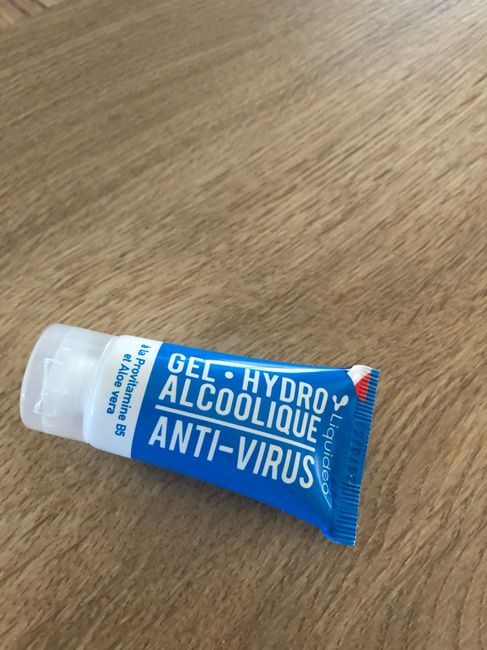 à la Provitamine B5
et Aloe vera
GEL • HYDRO
ALCOOLIQUE
ANTI-VIRUS
Liquideo